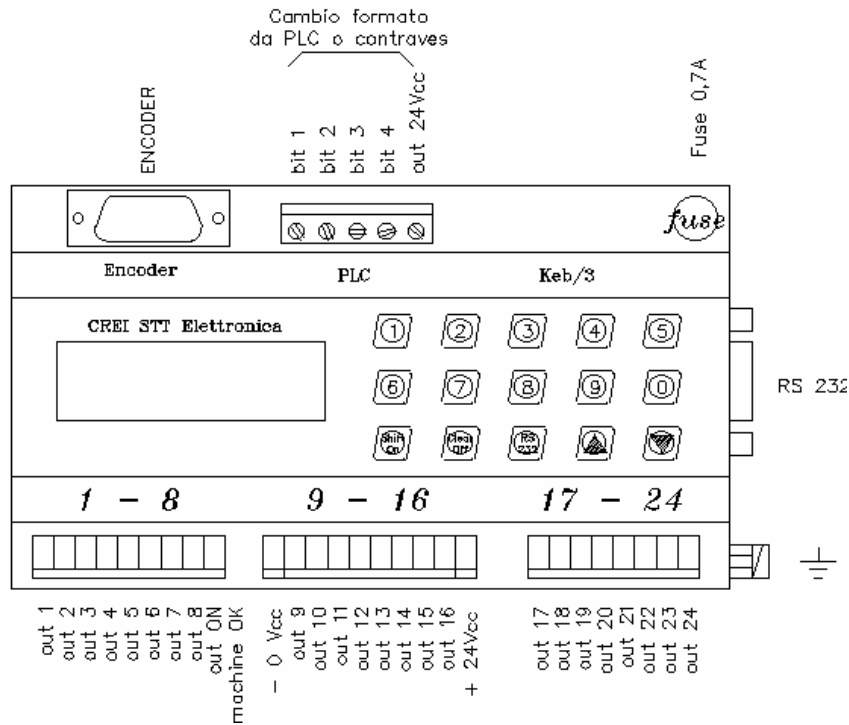 Cambio formato
da PLC o contraves
ENCODER
bit 1
bit 2
bit 3
bit 4
out 24Vcc
Fuse 0,7A
fuse
Encoder
PLC
Keb/3
CREI STT Elettronica
1 2 3 4 5
6 7 8 9 0
Shift On
Clear Off
RS 232
RS 232
1 - 8
9 - 16
17 - 24
out 1
out 2
out 3
out 4
out 5
out 6
out 7
out 8
out ON
machine OK
- 0 Vcc
out 9
out 10
out 11
out 12
out 13
out 14
out 15
out 16
+ 24Vcc
out 17
out 18
out 19
out 20
out 21
out 22
out 23
out 24